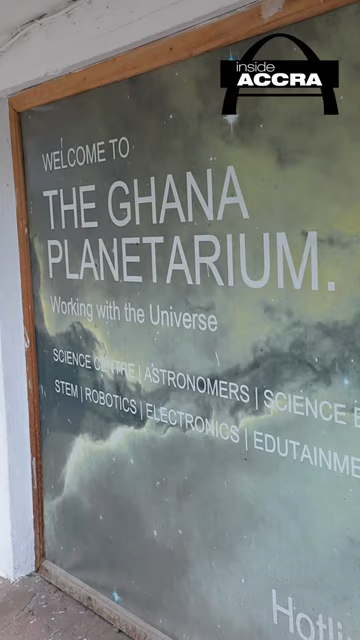 inside
ACCRA
WELCOME TO
THE GHANA
PLANETARIUM.
Working with the Universe
SCIENCE CENTRE | ASTRONOMERS | SCIENCE E
STEM | ROBOTICS | ELECTRONICS | EDUTAINME
Hotli